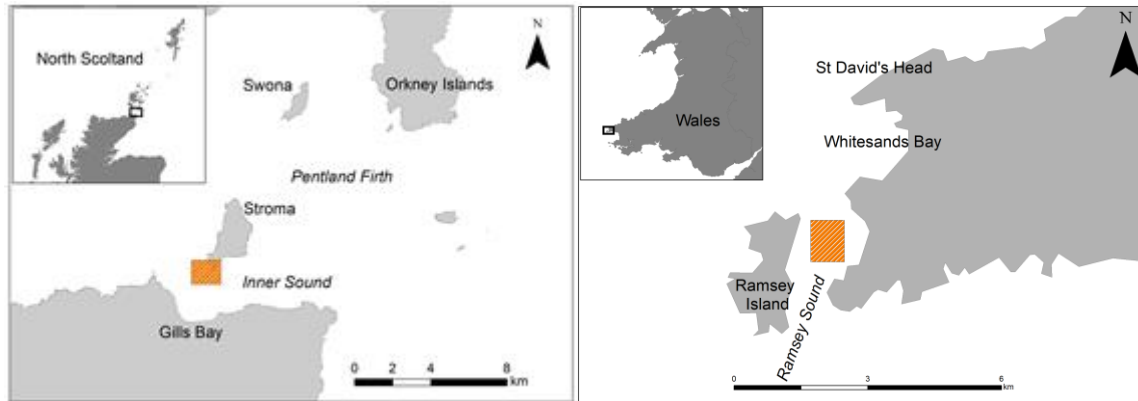 North Scoltand
N
Swona
Orkney Islands
Pentland Firth
Stroma
Inner Sound
Gills Bay
0 2 4 8
km
N
St David's Head
Wales
Whitesands Bay
Ramsey
Island
Ramsey Sound
0 3 6
km